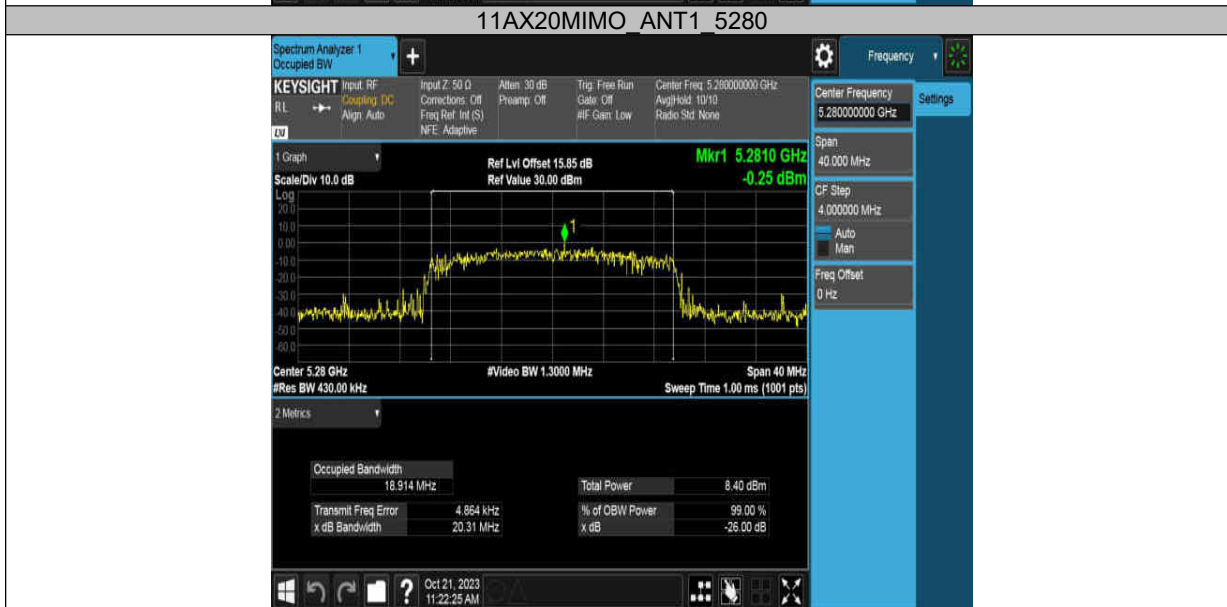 11AX20MIMO_ANT1_5280
Spectrum Analyzer 1
Occupied BW
+
Frequency
KEYSIGHT
RL
LXI
Input: RF
Coupling: DC
Align: Auto
Input Z: 50 Ω
Corrections: Off
Freq Ref: Int (S)
NFE: Adaptive
Atten: 30 dB
Preamp: Off
Trig: Free Run
Gate: Off
#IF Gain: Low
Center Freq: 5.280000000 GHz
Avg|Hold: 10/10
Radio Std: None
Center Frequency
5.280000000 GHz
Settings
Span
40.000 MHz
CF Step
4.000000 MHz
Auto
Man
Freq Offset
0 Hz
1 Graph
Scale/Div 10.0 dB
Ref Lvl Offset 15.85 dB
Ref Value 30.00 dBm
Mkr1 5.2810 GHz
-0.25 dBm
Log
20.0
10.0
0.00
-10.0
-20.0
-30.0
-40.0
-50.0
-60.0
1
Center 5.28 GHz
#Video BW 1.3000 MHz
Span 40 MHz
#Res BW 430.00 kHz
Sweep Time 1.00 ms (1001 pts)
2 Metrics
Occupied Bandwidth
18.914 MHz
Total Power 8.40 dBm
Transmit Freq Error 4.864 kHz
% of OBW Power 99.00 %
x dB Bandwidth 20.31 MHz
x dB -26.00 dB
?
Oct 21, 2023
11:22:25 AM